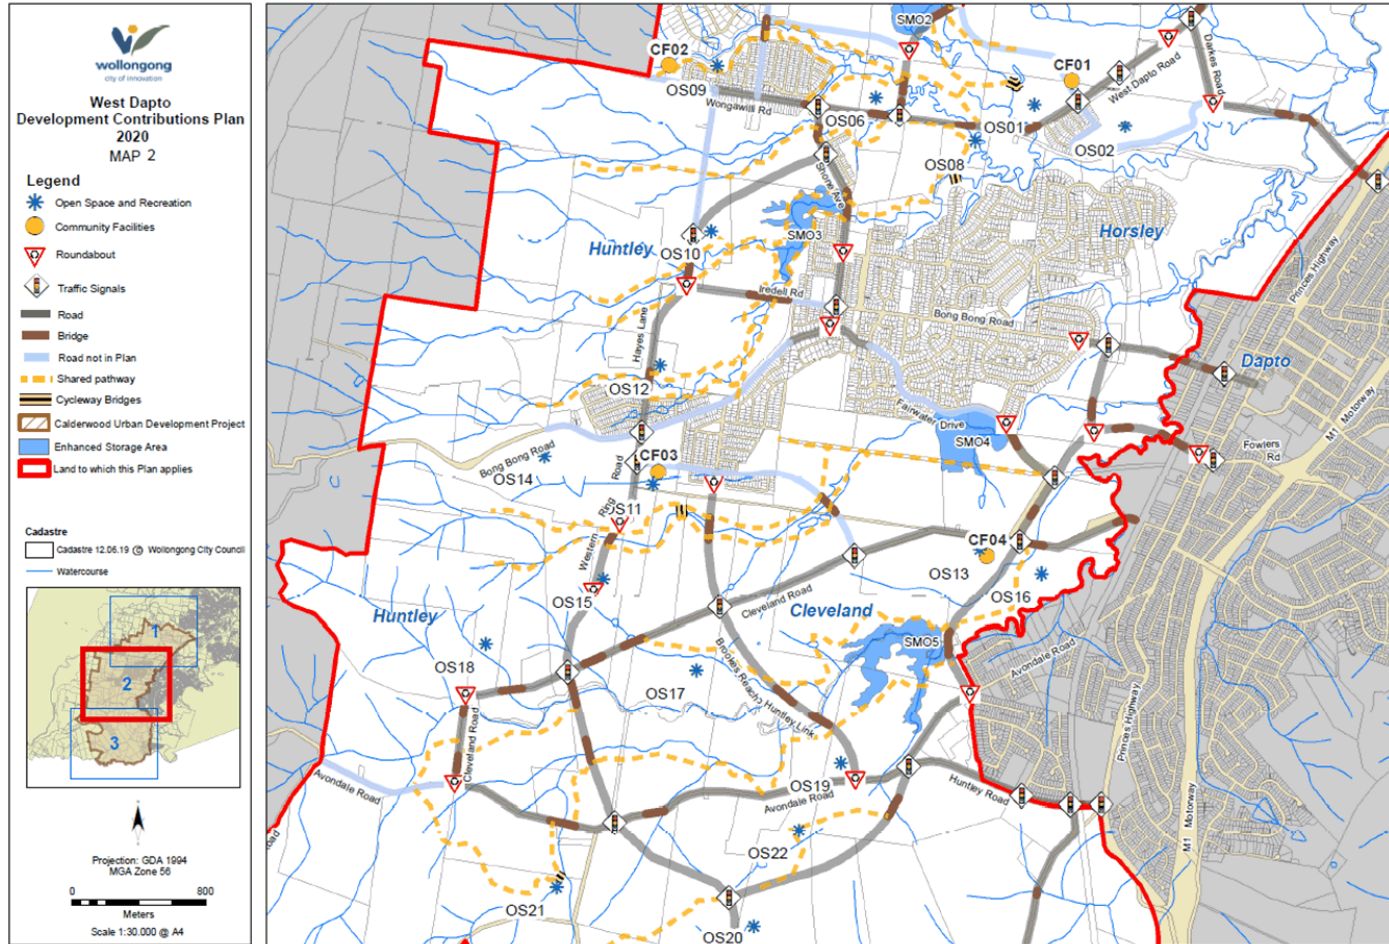 wollongong
city of innovation
West Dapto
Development Contributions Plan
2020
MAP 2
Legend
Open Space and Recreation
Community Facilities
Roundabout
Traffic Signals
Road
Bridge
Road not in Plan
Shared pathway
Cycleway Bridges
Calderwood Urban Development Project
Enhanced Storage Area
Land to which this Plan applies
Cadastre
Cadastre 12.06.19 © Wollongong City Council
Watercourse
1
2
3
Projection: GDA 1994
MGA Zone 56
0 800
Meters
Scale 1:30.000 @ A4
SMO2
CF02
CF01
West Dapto Road
Darkes Road
OS09
Wongawilli Rd
OS06
OS01
OS02
OS08
Shone Ave
SMO3
Huntley
Horsley
OS10
Iredell Rd
Princes Highway
Bong Bong Road
Hayes Lane
Dapto
OS12
M1 Motorway
Fairwater Drive
SMO4
Fowlers
Rd
Bong Bong Road
CF03
OS14
OS11
Western Ring Road
CF04
OS13
OS15
Cleveland Road
OS16
Huntley
Cleveland
SMO5
Avondale Road
OS18
OS17
Brookes Reach to Huntley Link
Princes Highway
Cleveland Road
Avondale Road
OS19
Avondale Road
Huntley Road
M1 Motorway
Road
OS22
OS21
OS20